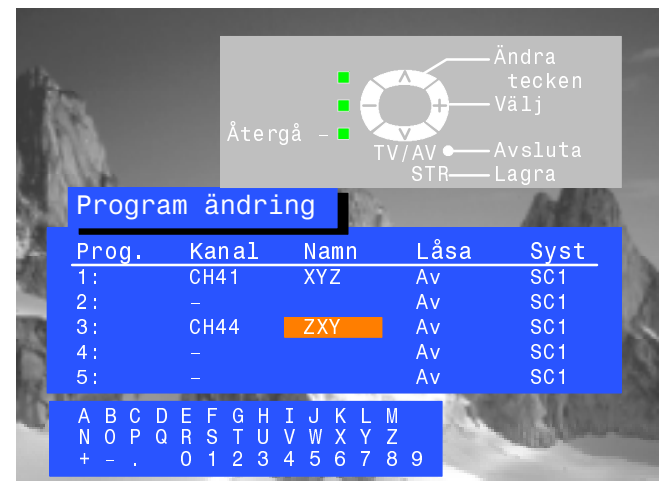 Ändra
tecken
Välj
Återgå –
TV/AV
Avsluta
STR
Lagra
Program ändring
Prog. Kanal Namn Låsa Syst
1: CH41 XYZ Av SC1
2: – Av SC1
3: CH44 ZXY Av SC1
4: – Av SC1
5: – Av SC1
A B C D E F G H I J K L M
N O P Q R S T U V W X Y Z
+ – . 0 1 2 3 4 5 6 7 8 9